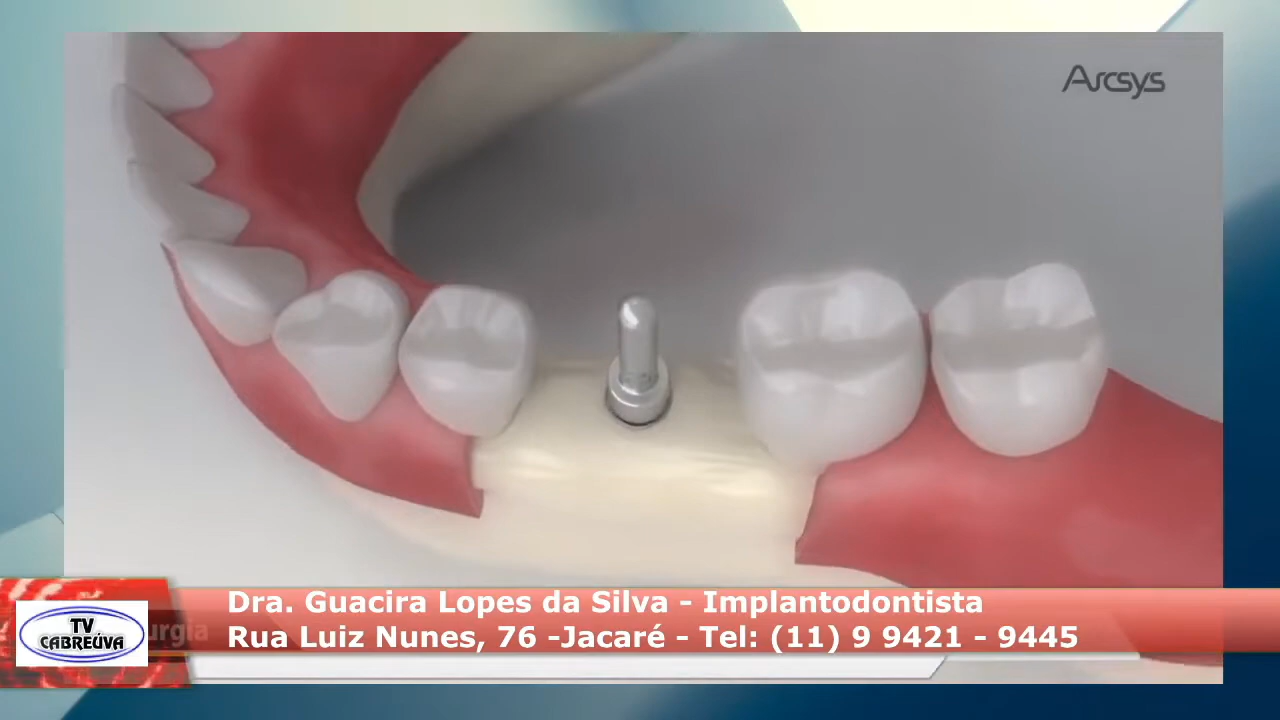 Arcsys
Dra. Guacira Lopes da Silva - Implantodontista
Rua Luiz Nunes, 76 -Jacaré - Tel: (11) 9 9421 - 9445
TV
CABREÚVA